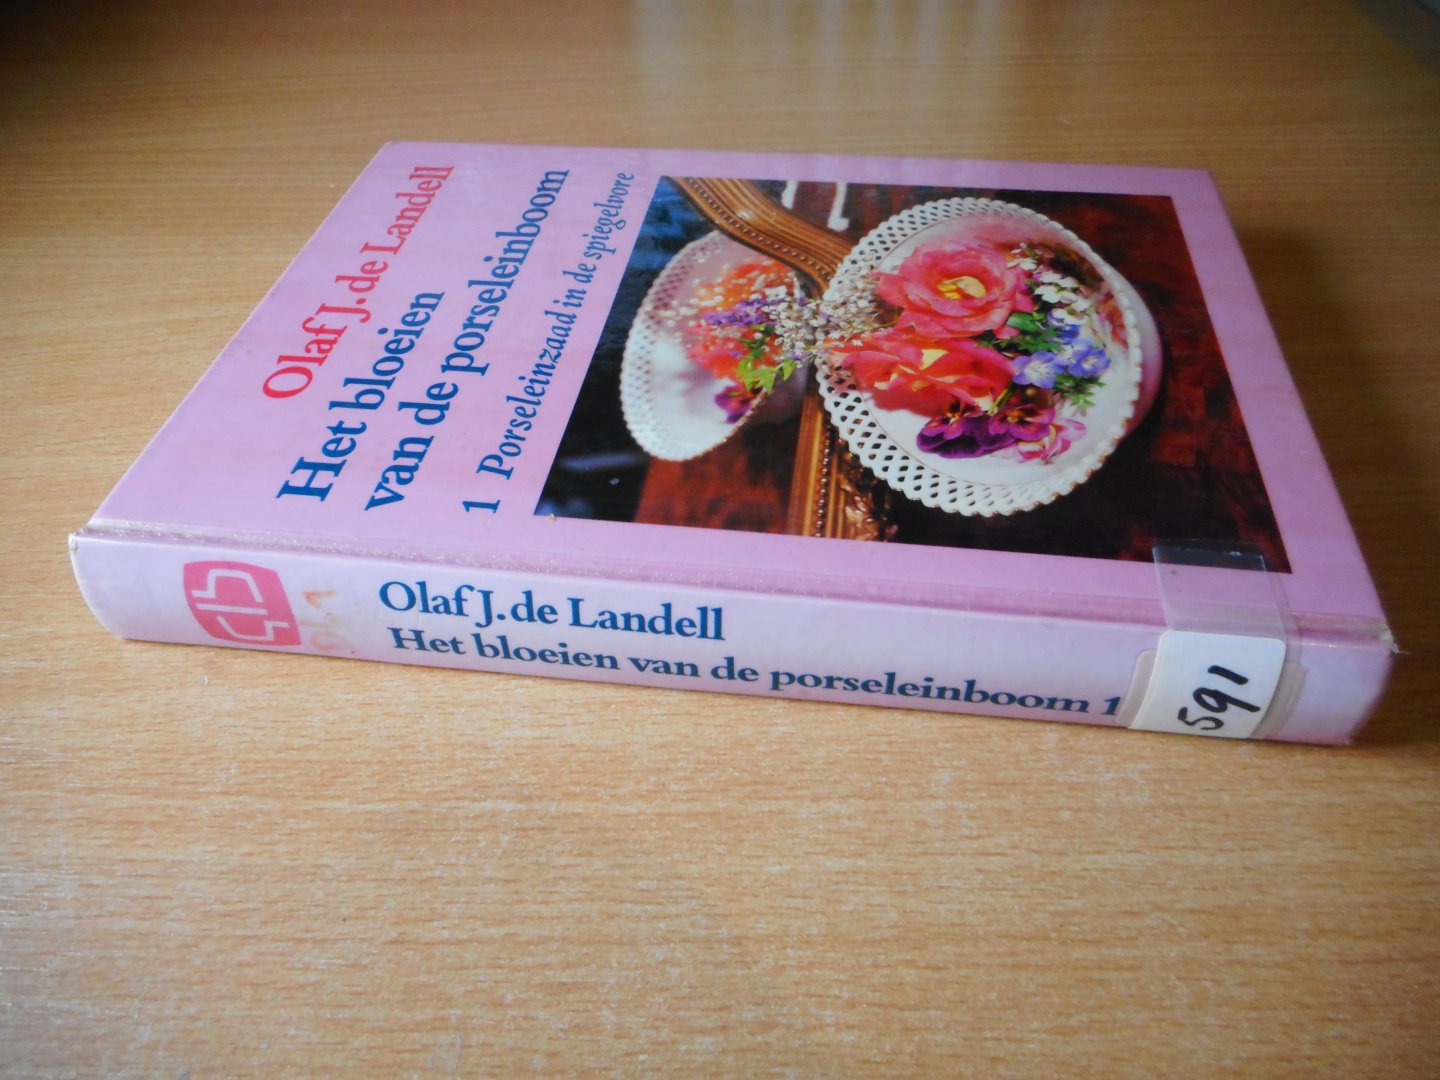 Olaf J. de Landell
Het bloeien
van de porseleinboom
1 Porseleinzaad in de spiegelvore
Olaf J. de Landell
Het bloeien van de porseleinboom 1
591